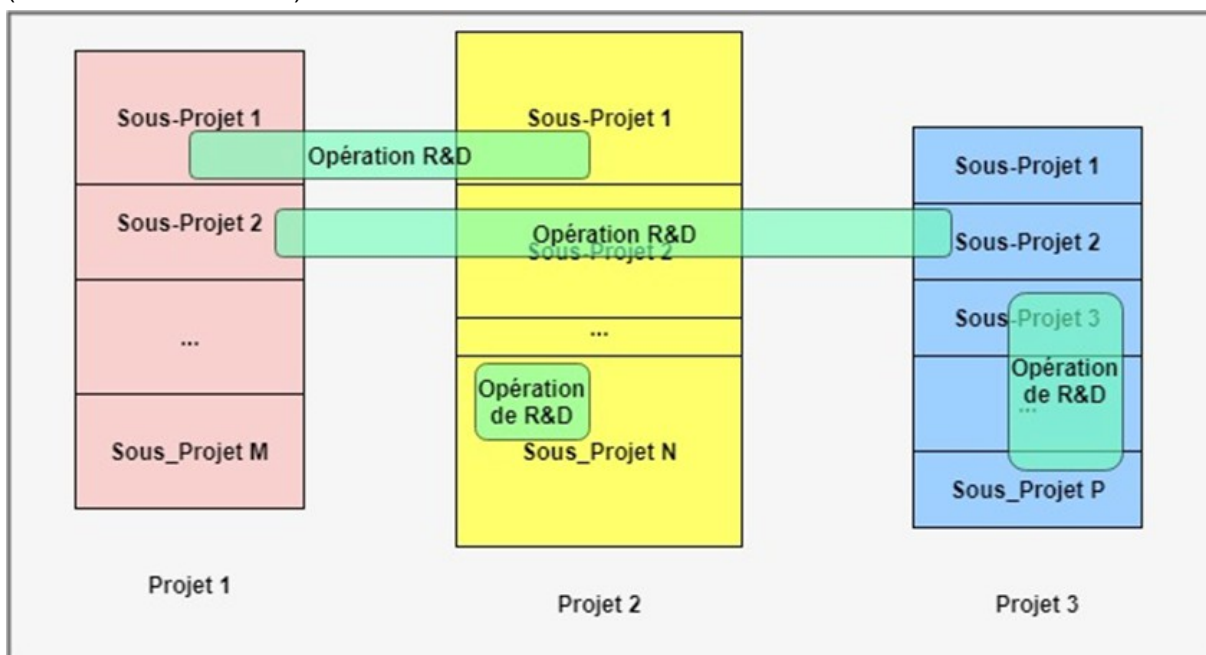 Sous-Projet 1
Sous-Projet 1
Opération R&D
Sous-Projet 1
Sous-Projet 2
Opération R&D
Sous-Projet 2
Sous-Projet 2
...
...
Sous-Projet 3
Opération
de R&D
...
Opération
de R&D
Sous_Projet M
Sous_Projet N
Sous_Projet P
Projet 1
Projet 2
Projet 3